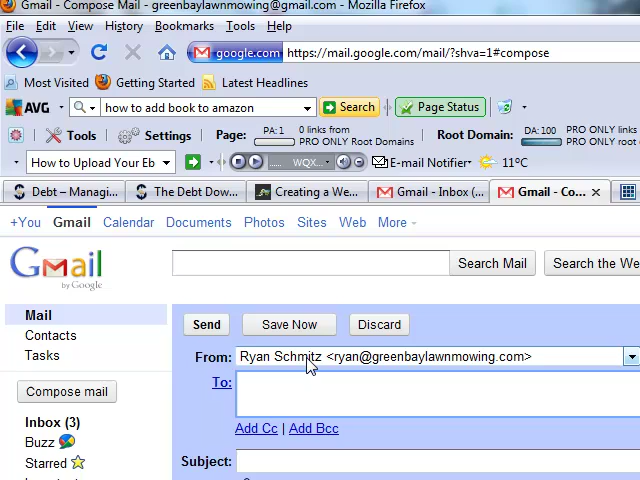 Gmail - Compose Mail - greenbaylawnmowing@gmail.com - Mozilla Firefox
File Edit View History Bookmarks Tools Help
google.com https://mail.google.com/mail/?shva=1#compose
Most Visited Getting Started Latest Headlines
AVG how to add book to amazon Search Page Status
Tools Settings Page: PA: 1 0 links from Root Domains Root Domain: DA: 100 PRO ONLY links PRO ONLY root
How to Upload Your Eb WQX... E-mail Notifier 11°C
Debt – Managi... The Debt Dow... Creating a We... Gmail - Inbox (... Gmail - Co...
+You Gmail Calendar Documents Photos Sites Web More
Gmail by Google
Search Mail Search the We
Mail
Contacts
Tasks
Compose mail
Inbox (3)
Buzz
Starred
Send Save Now Discard
From: Ryan Schmitz <ryan@greenbaylawnmowing.com>
To:
Add Cc | Add Bcc
Subject: